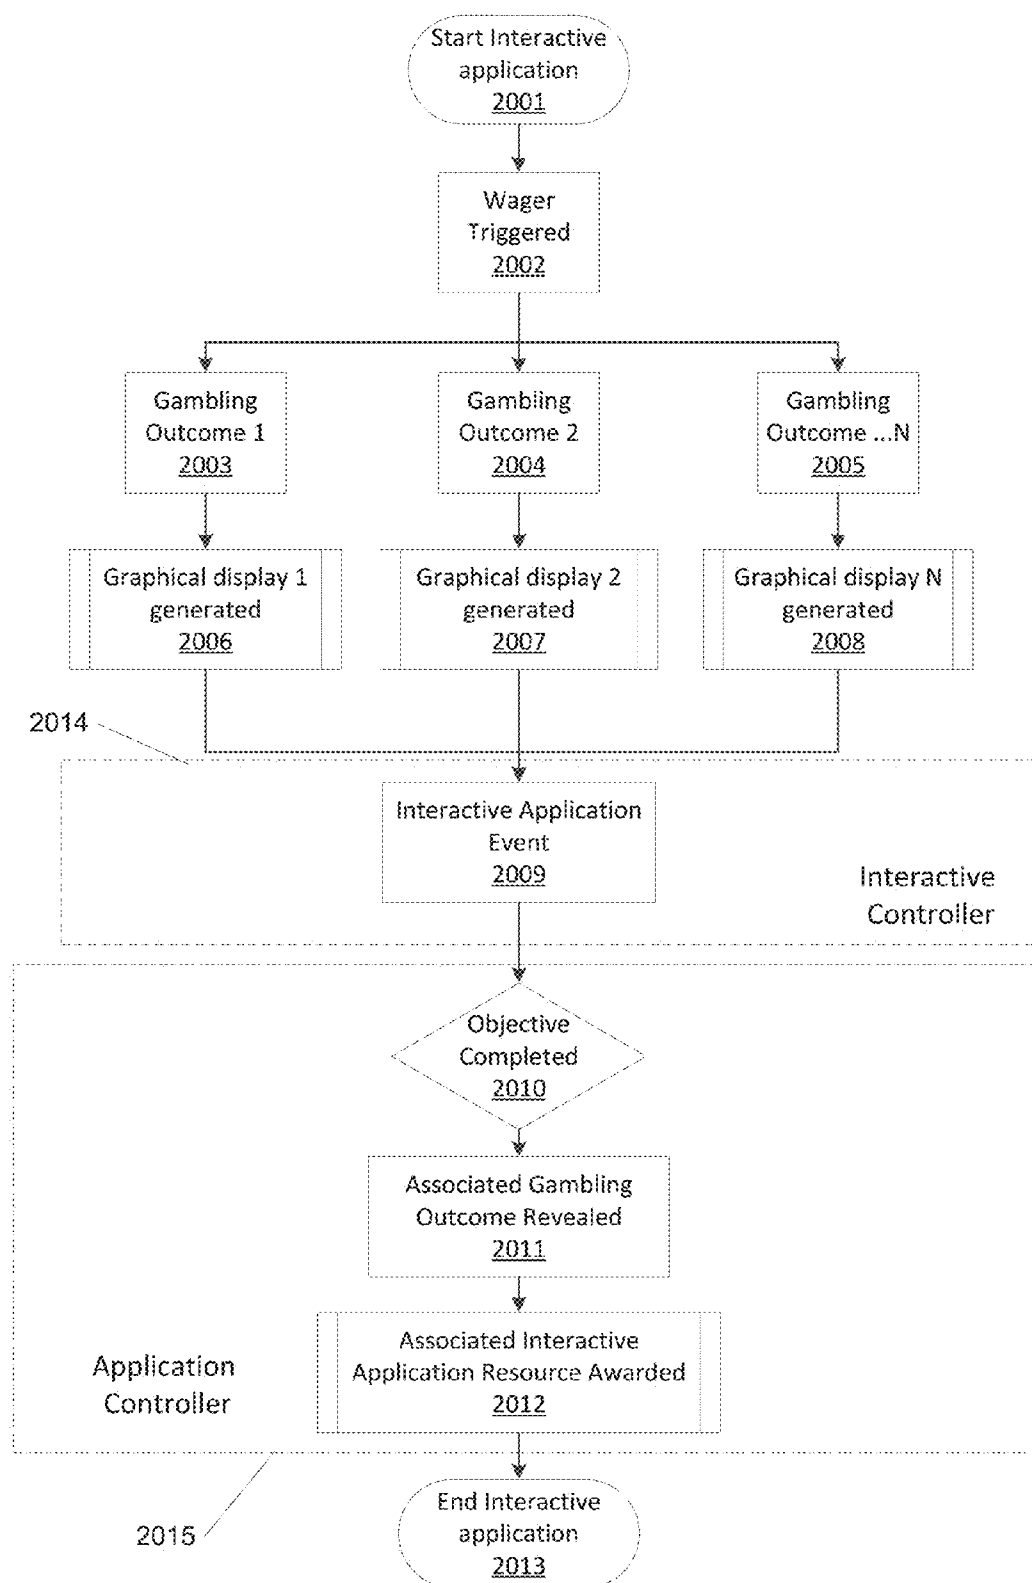 Start Interactive
application
2001
Wager
Triggered
2002
Gambling
Outcome 1
2003
Gambling
Outcome 2
2004
Gambling
Outcome ...N
2005
Graphical display 1
generated
2006
Graphical display 2
generated
2007
Graphical display N
generated
2008
2014
Interactive Application
Event
2009
Interactive
Controller
Objective
Completed
2010
Associated Gambling
Outcome Revealed
2011
Associated Interactive
Application Resource Awarded
2012
Application
Controller
End Interactive
application
2013
2015